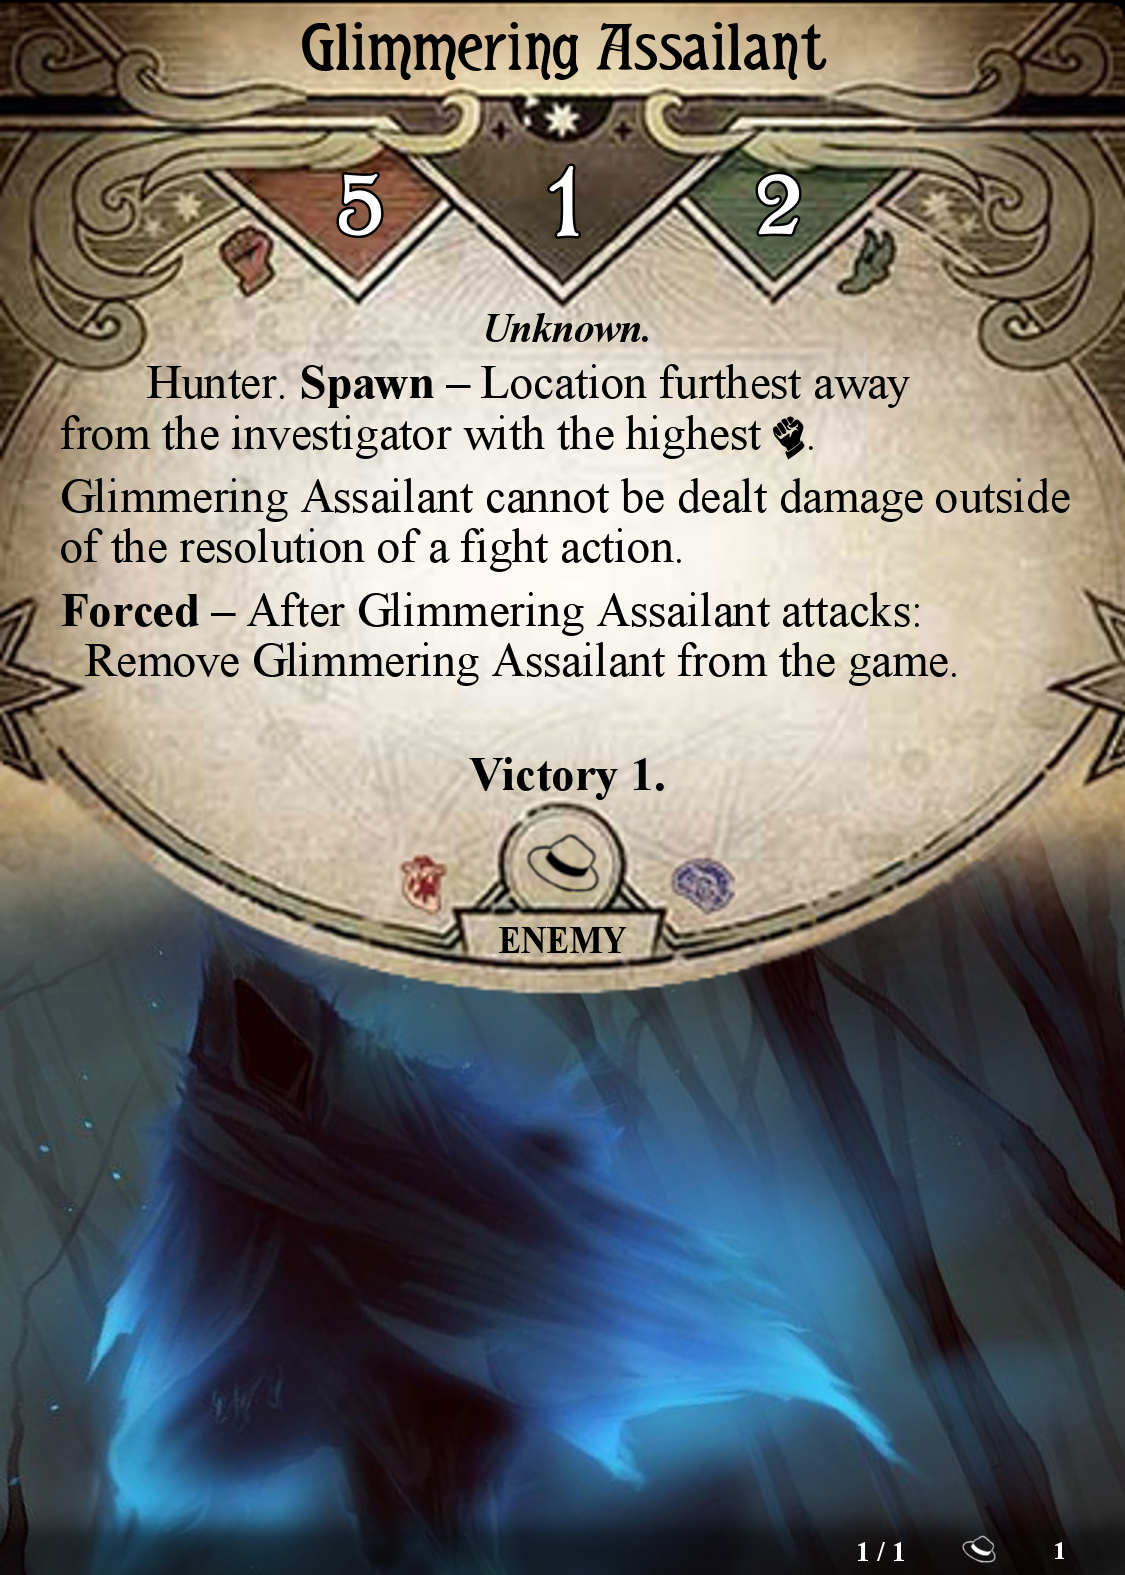 Glimmering Assailant
5 1 2
Unknown.
Hunter. Spawn – Location furthest away
from the investigator with the highest .
Glimmering Assailant cannot be dealt damage outside
of the resolution of a fight action.
Forced – After Glimmering Assailant attacks:
Remove Glimmering Assailant from the game.
Victory 1.
ENEMY
1 / 1 1